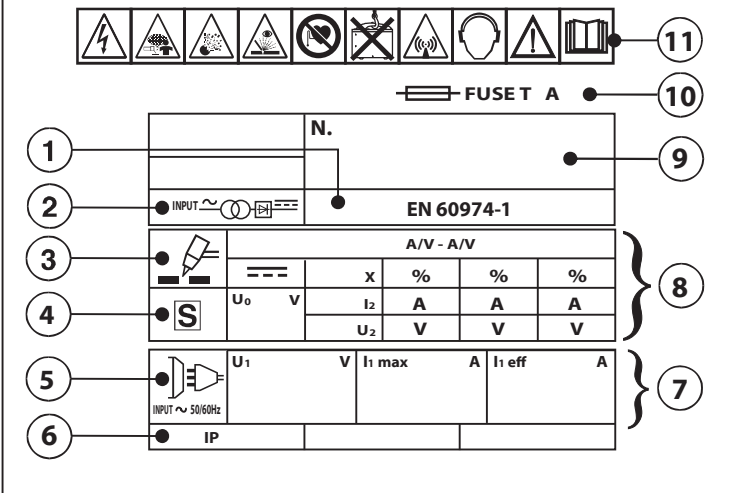 11
FUSE T A
10
1
N.
9
2
INPUT
EN 60974-1
3
A/V - A/V
8
X % % %
4
S
U₀ V
I₂ A A A
U₂ V V V
5
INPUT ~ 50/60Hz
U₁ V
I₁ max A
I₁ eff A
7
6
IP